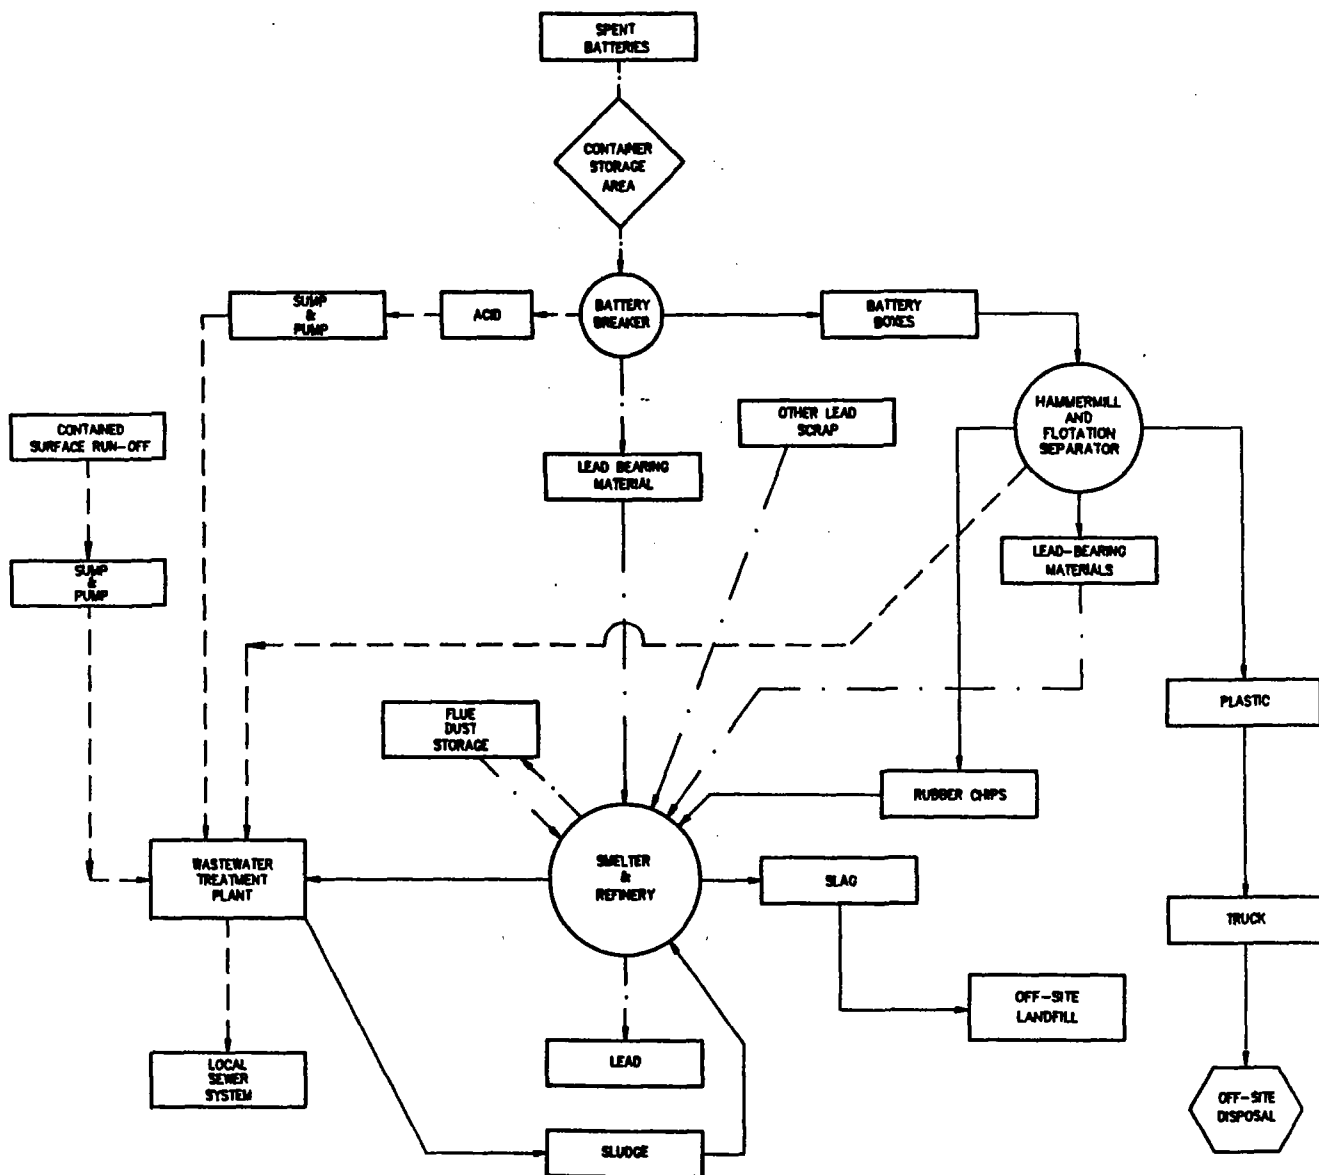 SPENT
BATTERIES
CONTAINER
STORAGE
AREA
SUMP
&
PUMP
ACID
BATTERY
BREAKER
BATTERY
BOXES
CONTAINED
SURFACE RUN-OFF
OTHER LEAD
SCRAP
HAMMERMILL
AND
FLOTATION
SEPARATOR
LEAD BEARING
MATERIAL
SUMP
&
PUMP
LEAD-BEARING
MATERIALS
FLUE
DUST
STORAGE
PLASTIC
RUBBER CHIPS
WASTEWATER
TREATMENT
PLANT
SMELTER
&
REFINERY
SLAG
TRUCK
OFF-SITE
LANDFILL
LOCAL
SEWER
SYSTEM
LEAD
OFF-SITE
DISPOSAL
SLUDGE